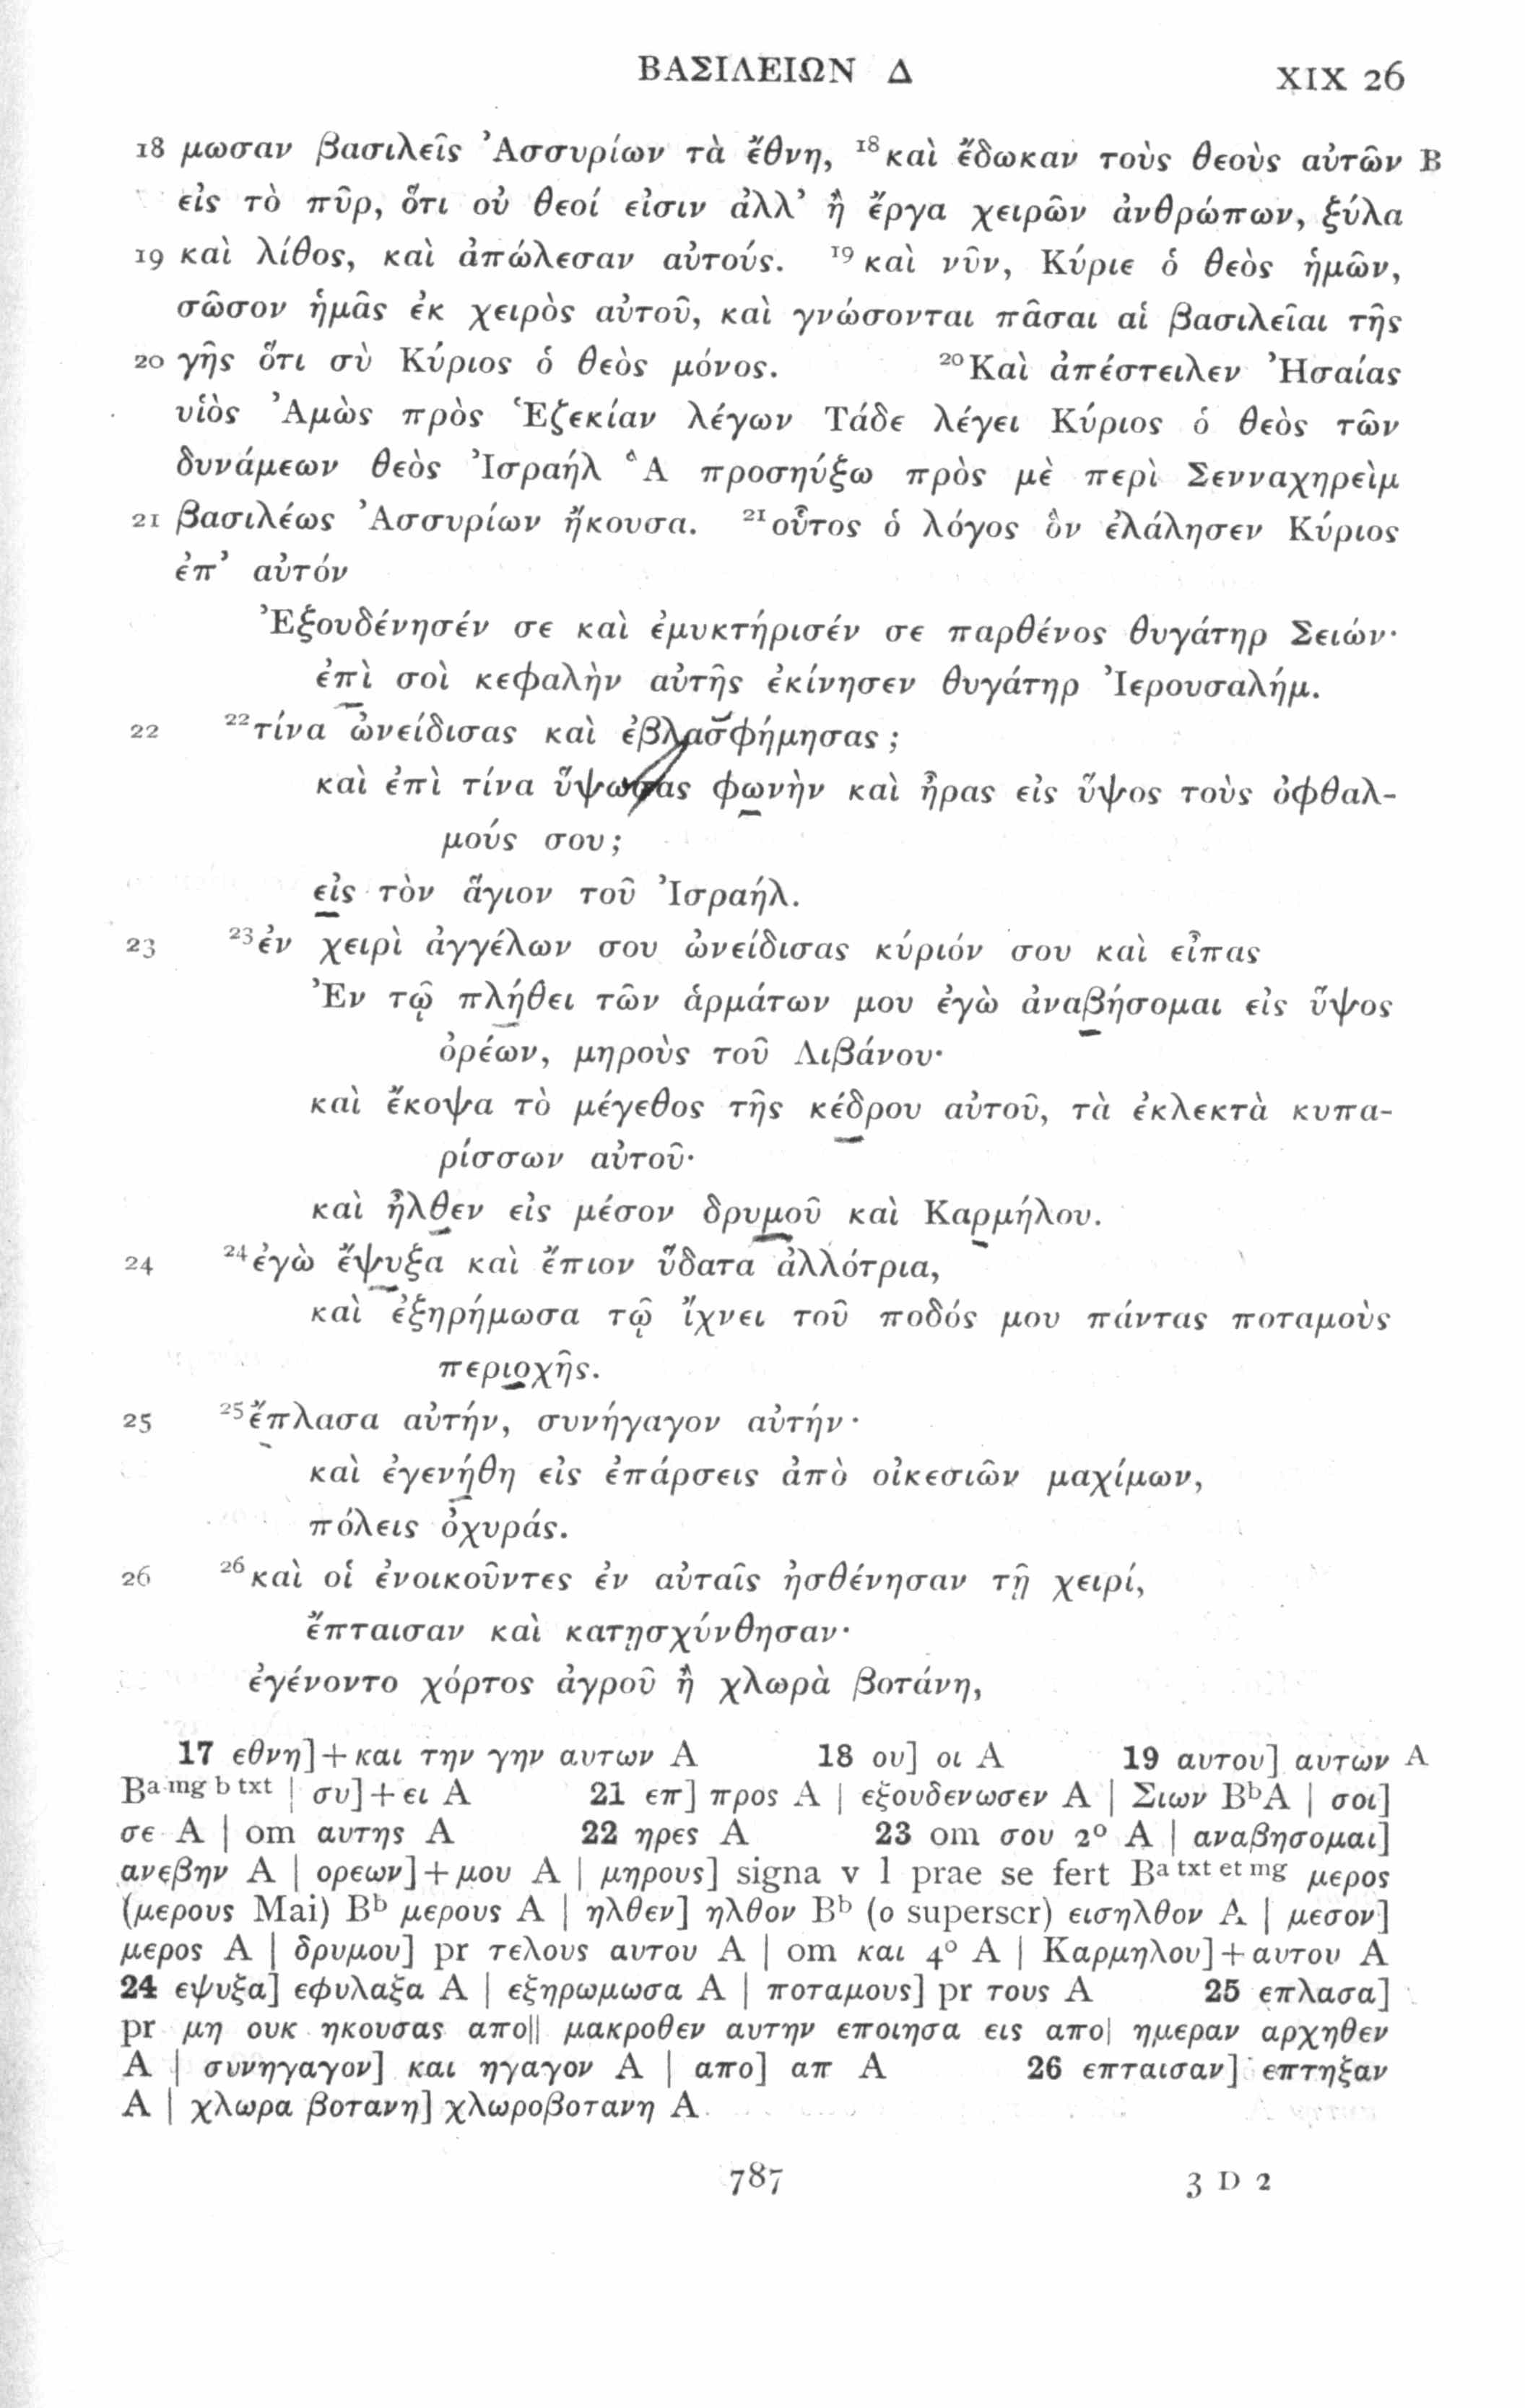 ΒΑΣΙΛΕΙΩΝ Δ XIX 26
18 μωσαν βασιλεῖς Ἀσσυρίων τὰ ἔθνη, 18 καὶ ἔδωκαν τοὺς θεοὺς αὐτῶν B
εἰς τὸ πῦρ, ὅτι οὐ θεοί εἰσιν ἀλλ’ ἢ ἔργα χειρῶν ἀνθρώπων, ξύλα
19 καὶ λίθος, καὶ ἀπώλεσαν αὐτούς. 19 καὶ νῦν, Κύριε ὁ θεὸς ἡμῶν,
σῶσον ἡμᾶς ἐκ χειρὸς αὐτοῦ, καὶ γνώσονται πᾶσαι αἱ βασιλεῖαι τῆς
20 γῆς ὅτι σὺ Κύριος ὁ θεὸς μόνος. 20 Καὶ ἀπέστειλεν Ἠσαίας
υἱὸς Ἀμὼς πρὸς Ἑζεκίαν λέγων Τάδε λέγει Κύριος ὁ θεὸς τῶν
δυνάμεων θεὸς Ἰσραήλ Ἃ προσηύξω πρὸς μὲ περὶ Σενναχηρεὶμ
21 βασιλέως Ἀσσυρίων ἤκουσα. 21 οὗτος ὁ λόγος ὃν ἐλάλησεν Κύριος
ἐπ’ αὐτόν
Ἐξουδένησέν σε καὶ ἐμυκτήρισέν σε παρθένος θυγάτηρ Σειών·
ἐπὶ σοὶ κεφαλὴν αὐτῆς ἐκίνησεν θυγάτηρ Ἰερουσαλήμ.
22 22 τίνα ὠνείδισας καὶ ἐβλασφήμησας ;
καὶ ἐπὶ τίνα ὕψωσας φωνὴν καὶ ἦρας εἰς ὕψος τοὺς ὀφθαλ-
μούς σου;
εἰς τὸν ἅγιον τοῦ Ἰσραήλ.
23 23 ἐν χειρὶ ἀγγέλων σου ὠνείδισας κύριόν σου καὶ εἶπας
Ἐν τῷ πλήθει τῶν ἁρμάτων μου ἐγὼ ἀναβήσομαι εἰς ὕψος
ὀρέων, μηροὺς τοῦ Λιβάνου·
καὶ ἔκοψα τὸ μέγεθος τῆς κέδρου αὐτοῦ, τὰ ἐκλεκτὰ κυπα-
ρίσσων αὐτοῦ·
καὶ ἦλθεν εἰς μέσον δρυμοῦ καὶ Καρμήλου.
24 24 ἐγὼ ἔψυξα καὶ ἔπιον ὕδατα ἀλλότρια,
καὶ ἐξηρήμωσα τῷ ἴχνει τοῦ ποδός μου πάντας ποταμοὺς
περιοχῆς.
25 25 ἔπλασα αὐτήν, συνήγαγον αὐτήν·
καὶ ἐγενήθη εἰς ἐπάρσεις ἀπὸ οἰκεσιῶν μαχίμων,
πόλεις ὀχυράς.
26 26 καὶ οἱ ἐνοικοῦντες ἐν αὐταῖς ἠσθένησαν τῇ χειρί,
ἔπταισαν καὶ κατῃσχύνθησαν·
ἐγένοντο χόρτος ἀγροῦ ἢ χλωρὰ βοτάνη,
17 εθνη]+και την γην αυτων A 18 ου] οι A 19 αυτου] αυτων A
Ba mg b txt | συ]+ει A 21 επ] προς A | εξουδενωσεν A | Σιων BbA | σοι]
σε A | om αυτης A 22 ηρες A 23 om σου 2o A | αναβησομαι]
ανεβην A | ορεων]+μου A | μηρους] signa v l prae se fert Ba txt et mg μερος
(μερους Mai) Bb μερους A | ηλθεν] ηλθον Bb (ο superscr) εισηλθον A | μεσον]
μερος A | δρυμου] pr τελους αυτου A | om και 4o A | Καρμηλου]+αυτου A
24 εψυξα] εφυλαξα A | εξηρωμωσα A | ποταμους] pr τους A 25 επλασα]
pr μη ουκ ηκουσας απο|| μακροθεν αυτην εποιησα εις απο| ημεραν αρχηθεν
A | συνηγαγον] και ηγαγον A | απο] απ A 26 επταισαν] επτηξαν
A | χλωρα βοτανη] χλωροβοτανη A
787 3 D 2